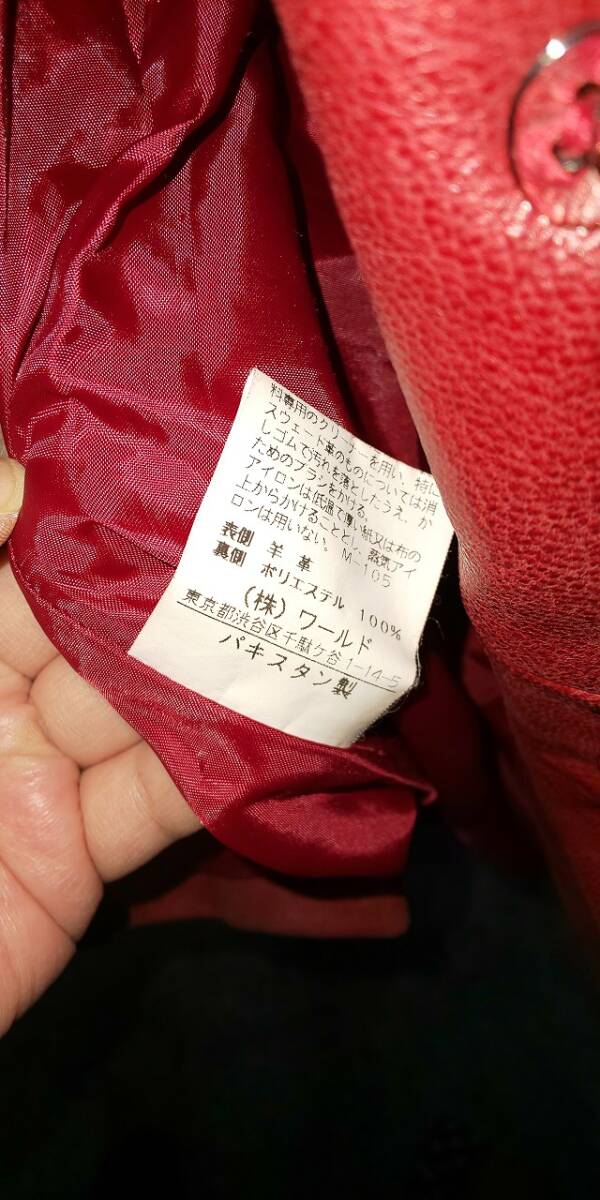 料専用のクリーナーを用い、特に
スウェード革のものについては消
しゴムで汚れを落としたうえ、か
ためのブラシをかける。
アイロンは低温で薄い紙又は布の
上からかけることとし、蒸気アイ
ロンは用いない。 M-105
表側 羊革
裏側 ポリエステル 100%
(株)ワールド
東京都渋谷区千駄ケ谷1-14-5
パキスタン製